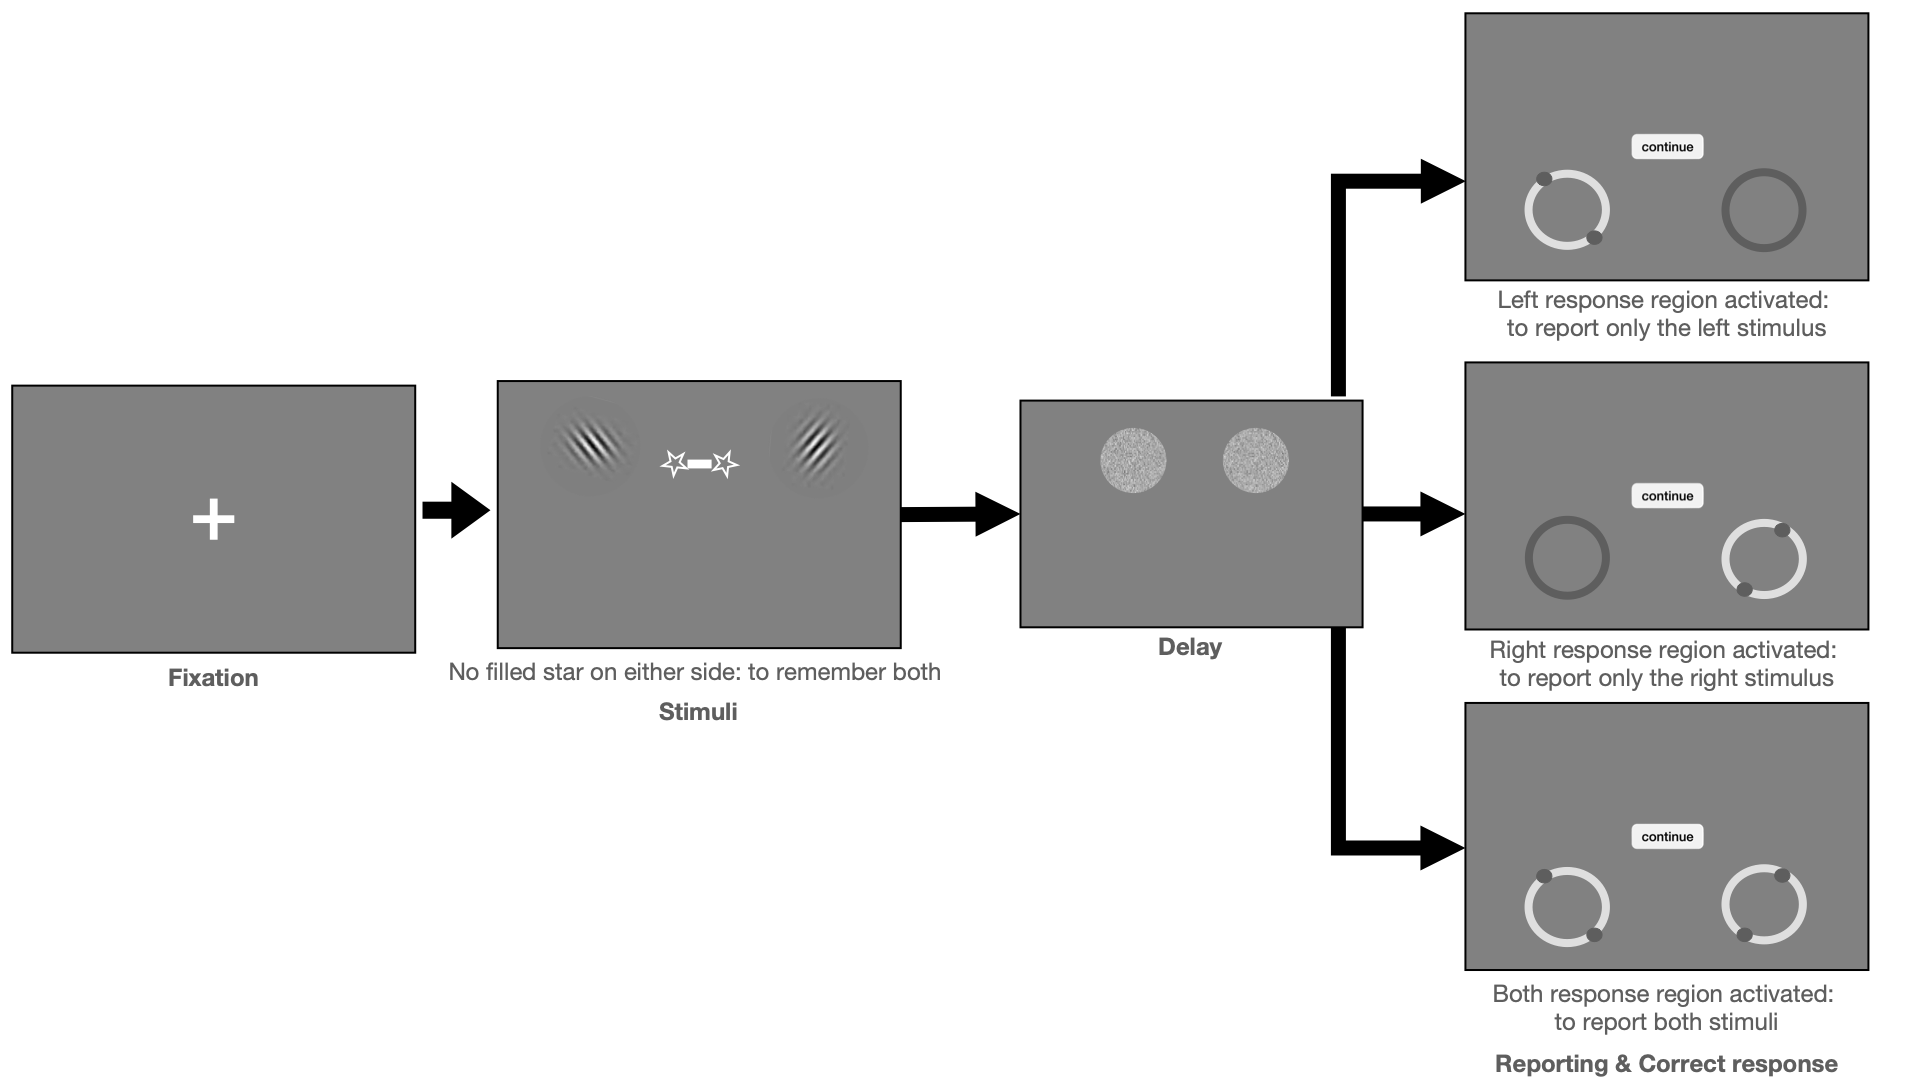 Fixation
No filled star on either side: to remember both
Stimuli
Delay
continue
Left response region activated:
to report only the left stimulus
continue
Right response region activated:
to report only the right stimulus
continue
Both response region activated:
to report both stimuli
Reporting & Correct response